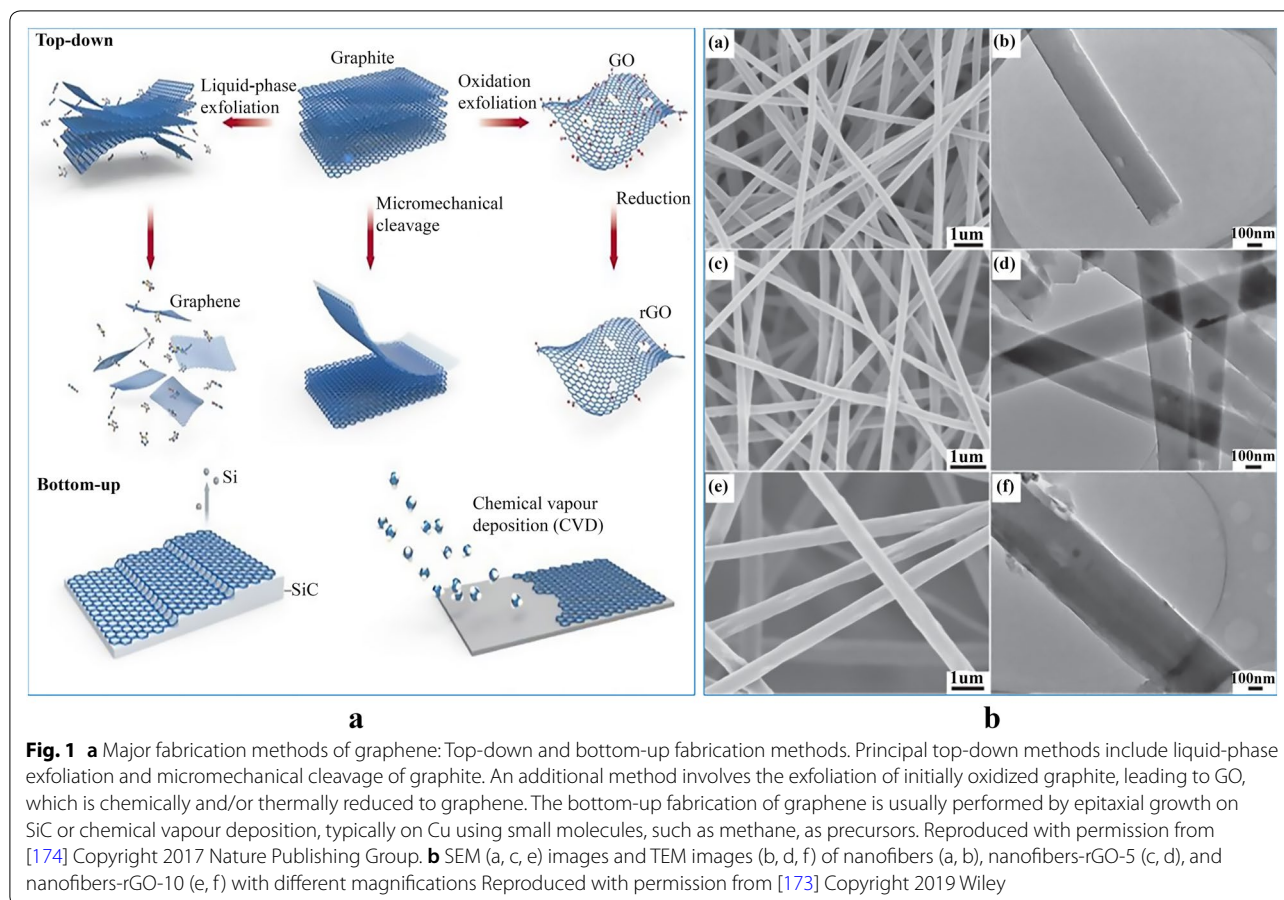 Top-down
Graphite
GO
Liquid-phase
exfoliation
Oxidation
exfoliation
Micromechanical
cleavage
Reduction
Graphene
rGO
Bottom-up
Si
Chemical vapour
deposition (CVD)
–SiC
a
(a)
1um
(b)
100nm
(c)
1um
(d)
100nm
(e)
1um
(f)
100nm
b
Fig. 1 a Major fabrication methods of graphene: Top-down and bottom-up fabrication methods. Principal top-down methods include liquid-phase
exfoliation and micromechanical cleavage of graphite. An additional method involves the exfoliation of initially oxidized graphite, leading to GO,
which is chemically and/or thermally reduced to graphene. The bottom-up fabrication of graphene is usually performed by epitaxial growth on
SiC or chemical vapour deposition, typically on Cu using small molecules, such as methane, as precursors. Reproduced with permission from
[174] Copyright 2017 Nature Publishing Group. b SEM (a, c, e) images and TEM images (b, d, f) of nanofibers (a, b), nanofibers-rGO-5 (c, d), and
nanofibers-rGO-10 (e, f) with different magnifications Reproduced with permission from [173] Copyright 2019 Wiley